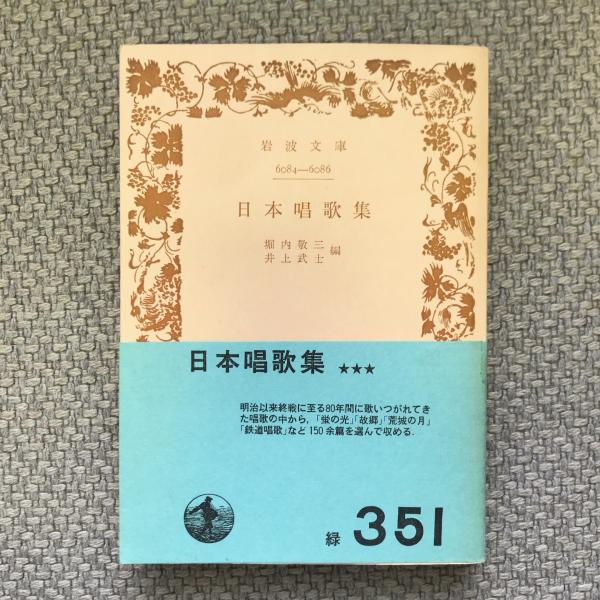 岩波文庫
6084—6086
日本唱歌集
堀内敬三
井上武士
編
日本唱歌集 ★★★
明治以来終戦に至る80年間に歌いつがれてき
た唱歌の中から,「蛍の光」「故郷」「荒城の月」
「鉄道唱歌」など150余篇を選んで収める.
緑 351